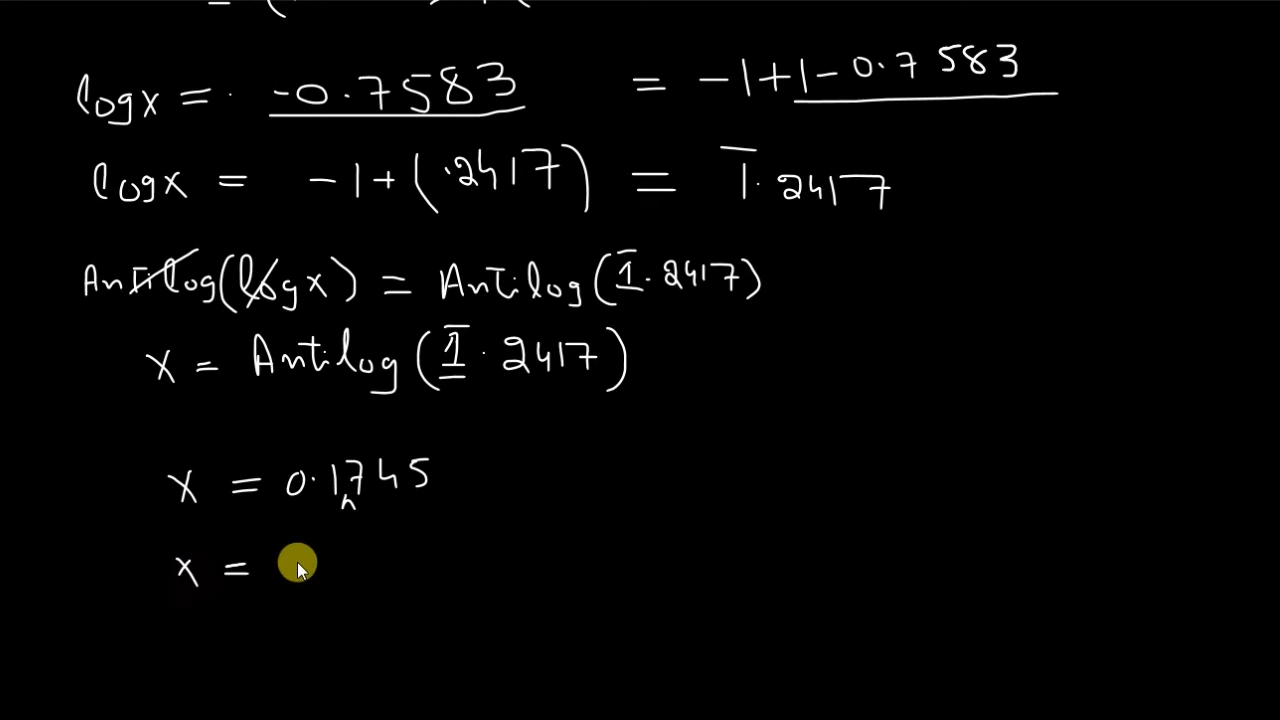 logx = -0.7583 = -1+1-0.7583
logx = -1+(.2417) = 1̄.2417
Antilog(logx) = Antilog(1̄.2417)
x = Antilog(1̄.2417)
x = 0.1745
x =